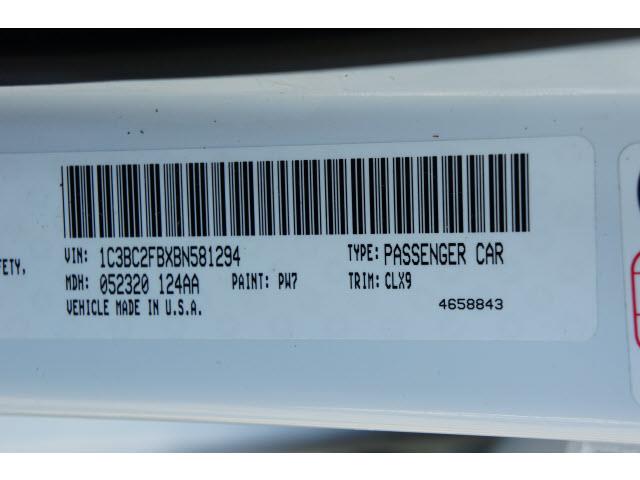 VIN: 1C3BC2FBXBN581294 TYPE: PASSENGER CAR
FETY,
MDH: 052320 124AA PAINT: PW7 TRIM: CLX9
VEHICLE MADE IN U.S.A. 4658843